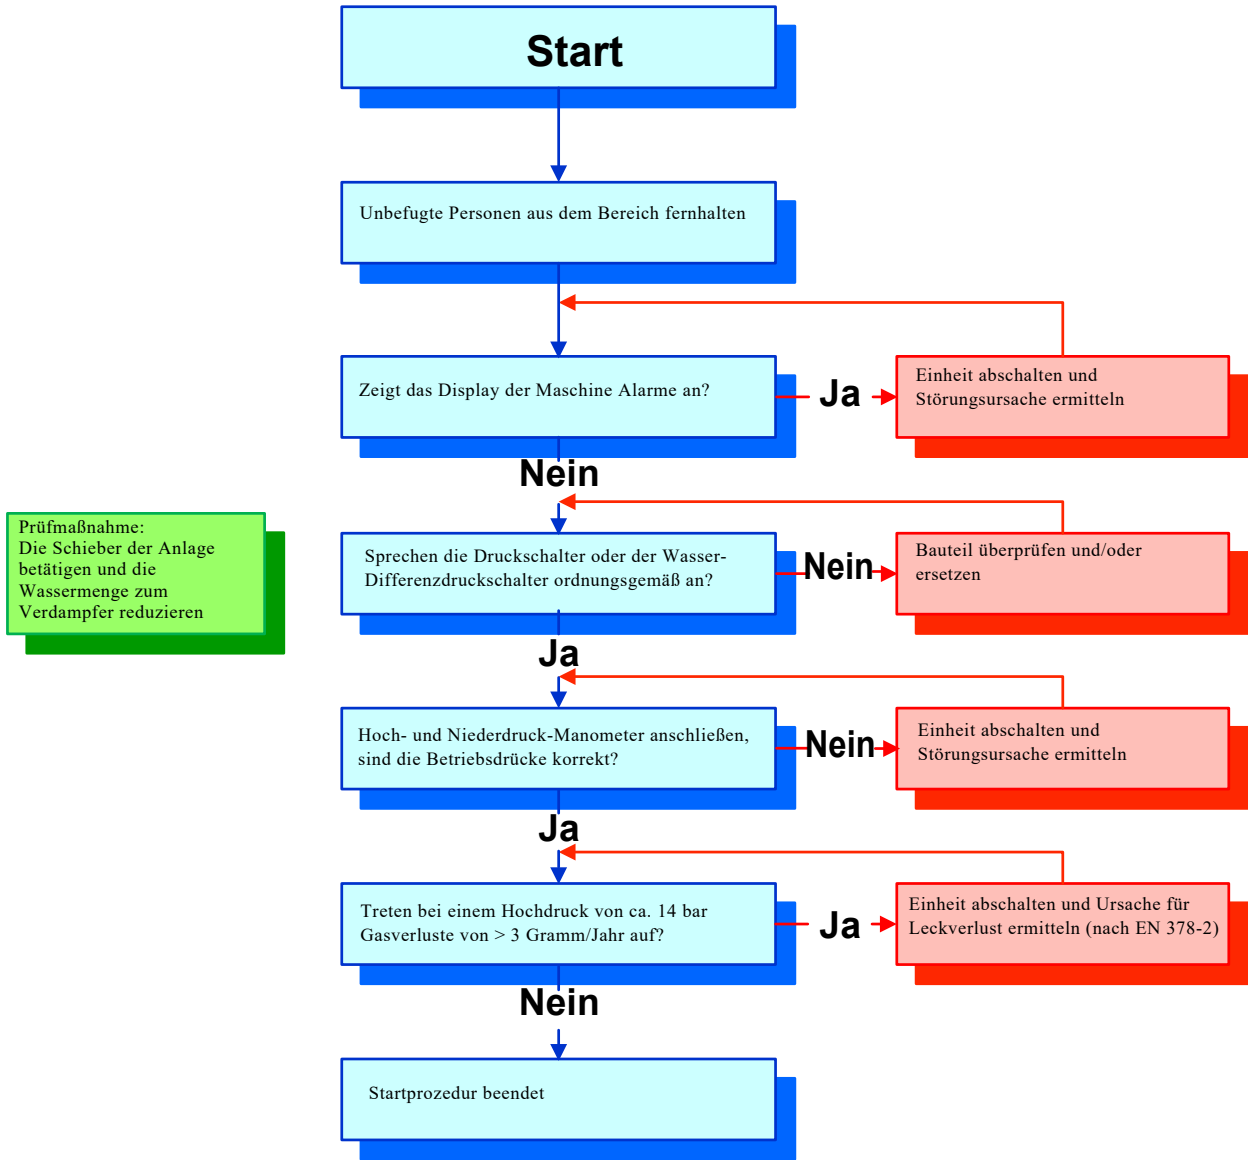 Start
Unbefugte Personen aus dem Bereich fernhalten
Zeigt das Display der Maschine Alarme an?
Ja
Einheit abschalten und
Störungsursache ermitteln
Nein
Prüfmaßnahme:
Die Schieber der Anlage
betätigen und die
Wassermenge zum
Verdampfer reduzieren
Sprechen die Druckschalter oder der Wasser-
Differenzdruckschalter ordnungsgemäß an?
Nein
Bauteil überprüfen und/oder
ersetzen
Ja
Hoch- und Niederdruck-Manometer anschließen,
sind die Betriebsdrücke korrekt?
Nein
Einheit abschalten und
Störungsursache ermitteln
Ja
Treten bei einem Hochdruck von ca. 14 bar
Gasverluste von > 3 Gramm/Jahr auf?
Ja
Einheit abschalten und Ursache für
Leckverlust ermitteln (nach EN 378-2)
Nein
Startprozedur beendet